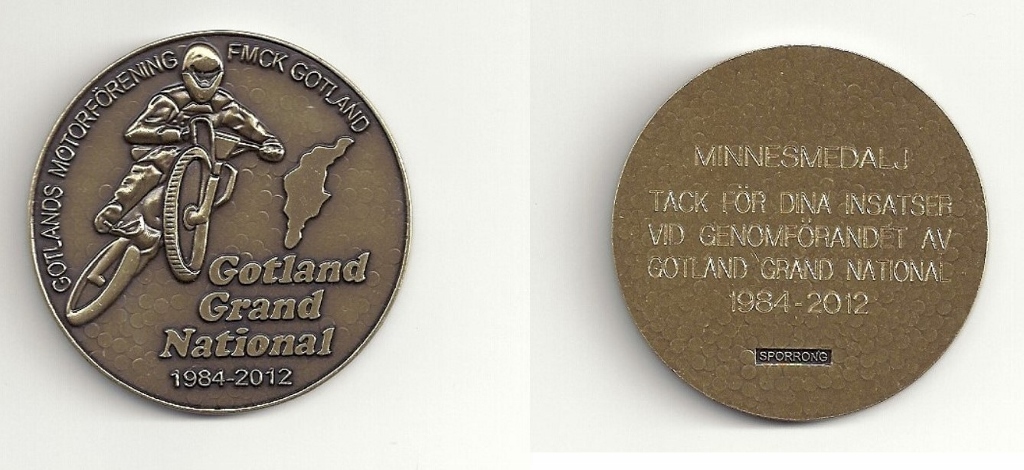 GOTLANDS MOTORFÖRENING
FMCK GOTLAND
Gotland
Grand
National
1984-2012
MINNESMEDALJ
TACK FÖR DINA INSATSER
VID GENOMFÖRANDET AV
GOTLAND GRAND NATIONAL
1984-2012
SPORRONG